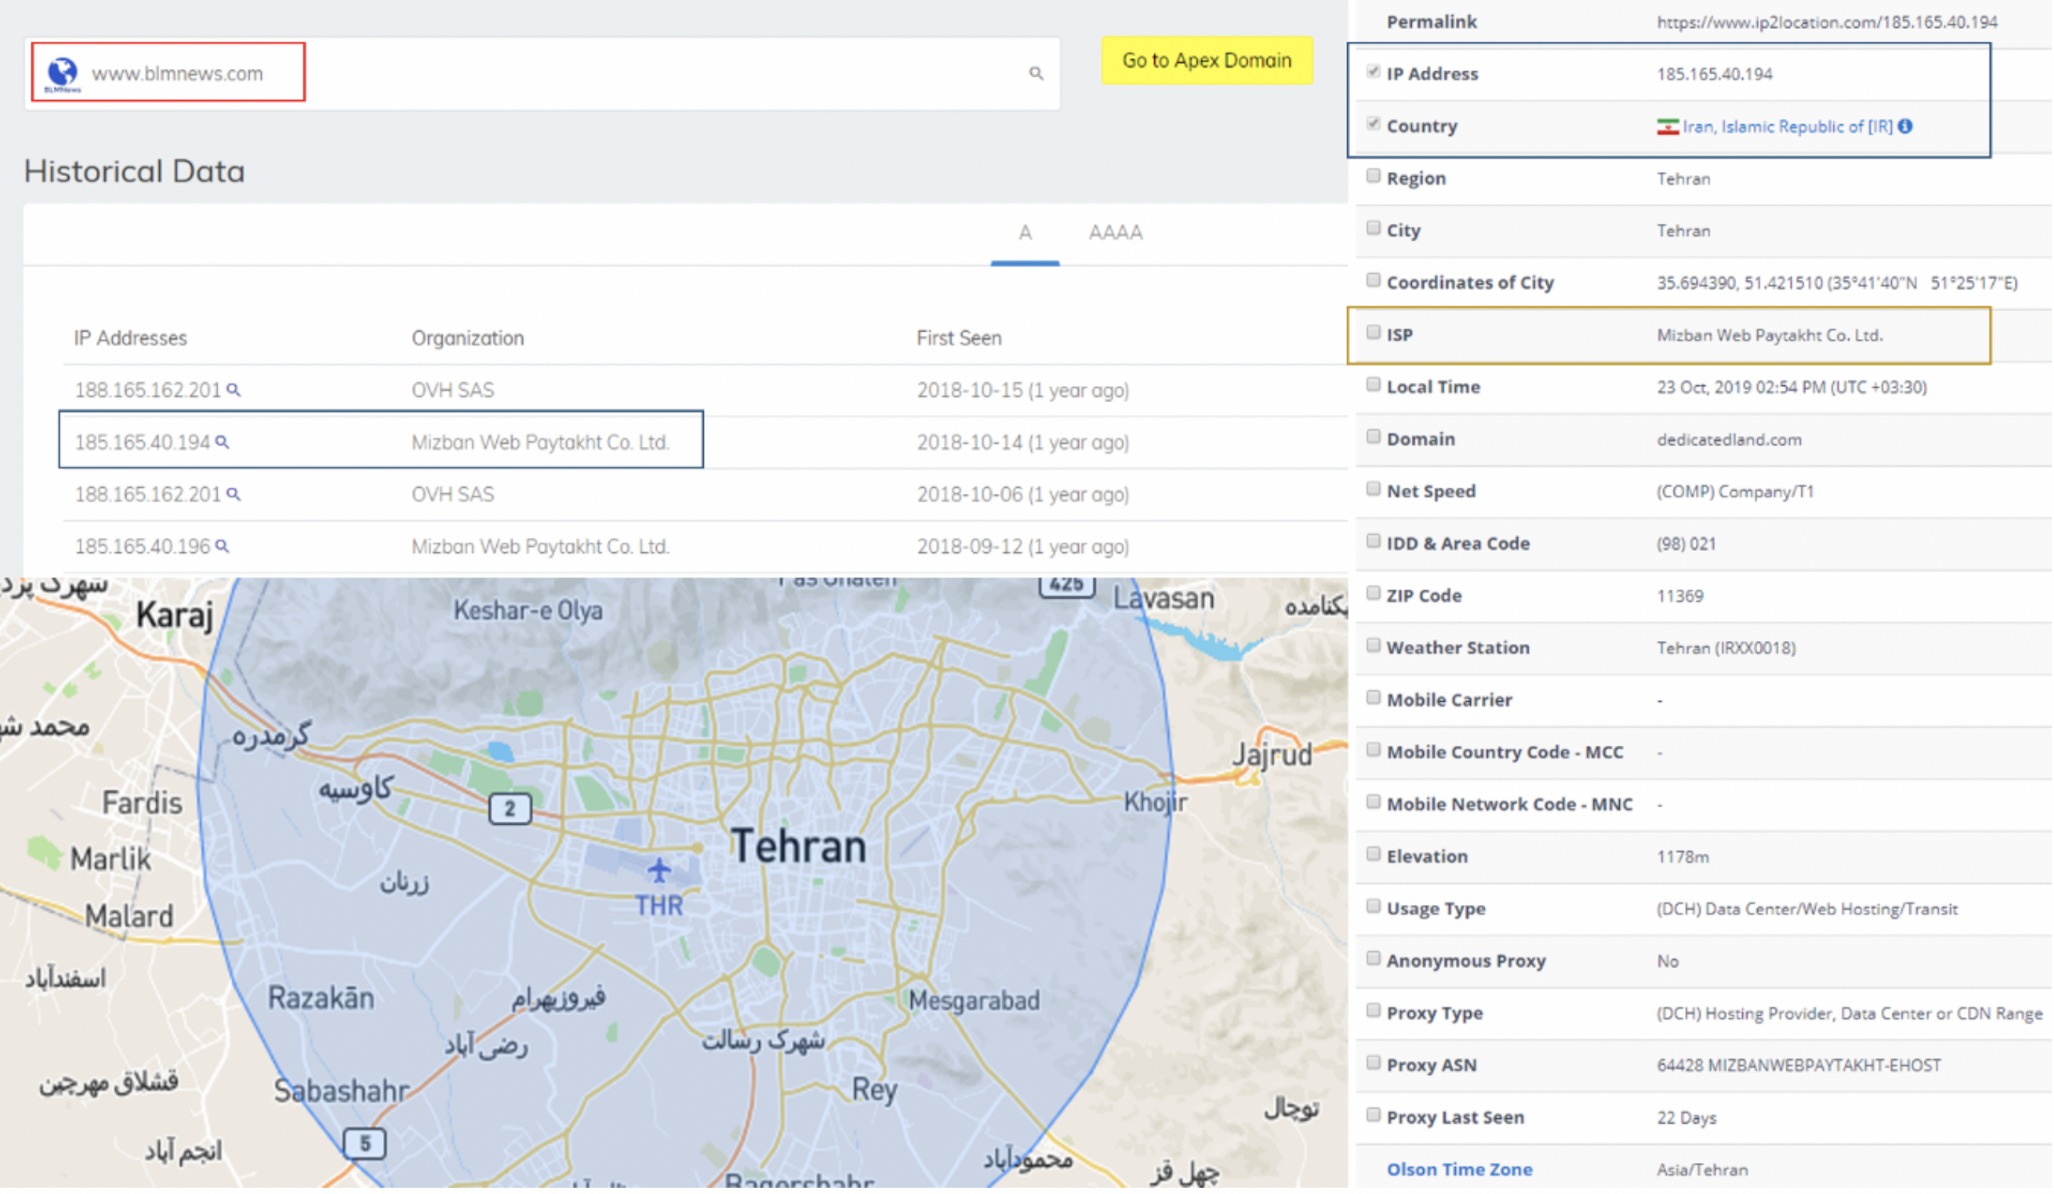 BLMNews
www.blmnews.com
Go to Apex Domain
Historical Data
A AAAA
IP Addresses Organization First Seen
188.165.162.201 OVH SAS 2018-10-15 (1 year ago)
185.165.40.194 Mizban Web Paytakht Co. Ltd. 2018-10-14 (1 year ago)
188.165.162.201 OVH SAS 2018-10-06 (1 year ago)
185.165.40.196 Mizban Web Paytakht Co. Ltd. 2018-09-12 (1 year ago)
Permalink https://www.ip2location.com/185.165.40.194
IP Address 185.165.40.194
Country Iran, Islamic Republic of [IR]
Region Tehran
City Tehran
Coordinates of City 35.694390, 51.421510 (35°41'40"N 51°25'17"E)
ISP Mizban Web Paytakht Co. Ltd.
Local Time 23 Oct, 2019 02:54 PM (UTC +03:30)
Domain dedicatedland.com
Net Speed (COMP) Company/T1
IDD & Area Code (98) 021
ZIP Code 11369
Weather Station Tehran (IRXX0018)
Mobile Carrier -
Mobile Country Code - MCC -
Mobile Network Code - MNC -
Elevation 1178m
Usage Type (DCH) Data Center/Web Hosting/Transit
Anonymous Proxy No
Proxy Type (DCH) Hosting Provider, Data Center or CDN Range
Proxy ASN 64428 MIZBANWEBPAYTAKHT-EHOST
Proxy Last Seen 22 Days
Olson Time Zone Asia/Tehran
شهرک
Karaj
Keshar-e Olya
425
Lavasan
محمد
گرمدره
Jajrud
کاوسیه
Fardis
2
Khojir
Tehran
Marlik
زرنان
THR
Malard
اسفندآباد
Razakān
فیروزبهرام
Mesgarabad
رضی آباد
شهرک رسالت
قشلاق مهرچین
Sabashahr
Rey
توچال
5
انجم آباد
محمودآباد
چهل قز